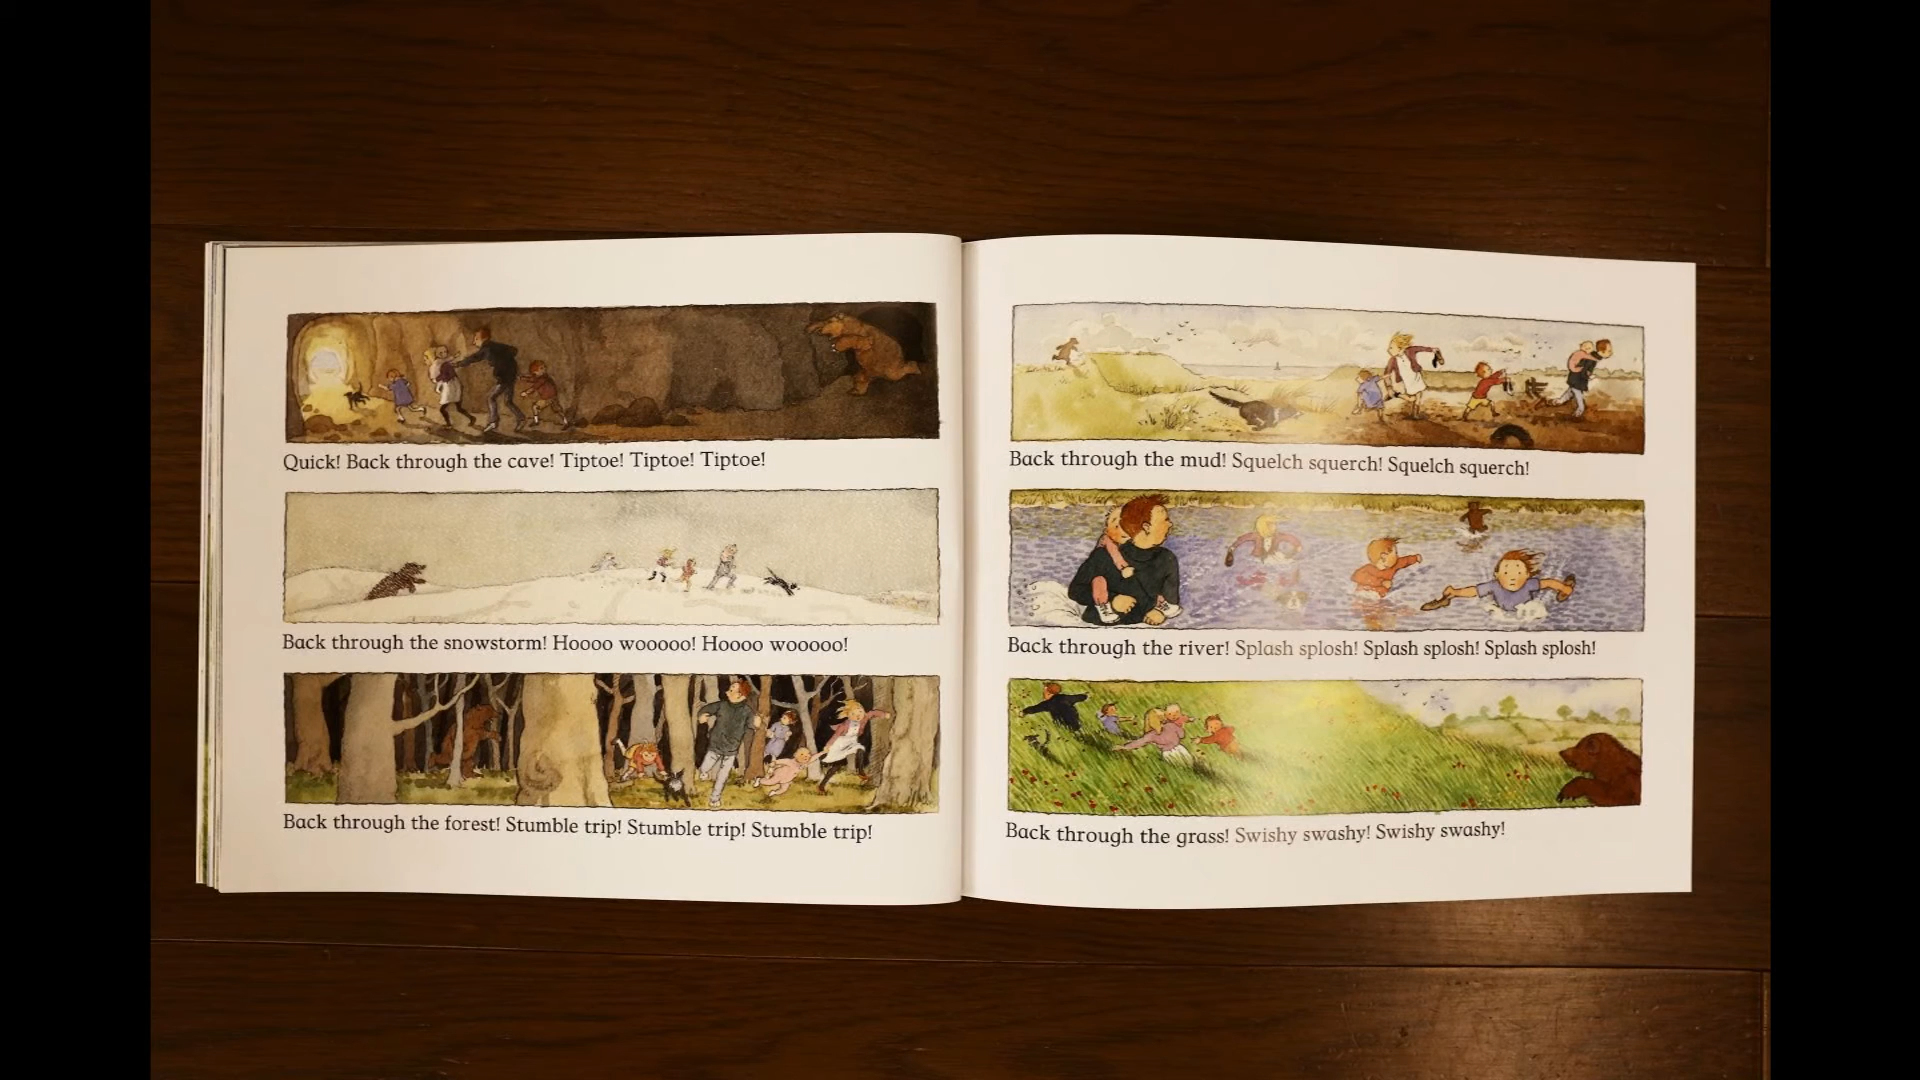 Quick! Back through the cave! Tiptoe! Tiptoe! Tiptoe!
Back through the snowstorm! Hoooo wooooo! Hoooo wooooo!
Back through the forest! Stumble trip! Stumble trip! Stumble trip!
Back through the mud! Squelch squerch! Squelch squerch!
Back through the river! Splash splosh! Splash splosh! Splash splosh!
Back through the grass! Swishy swashy! Swishy swashy!